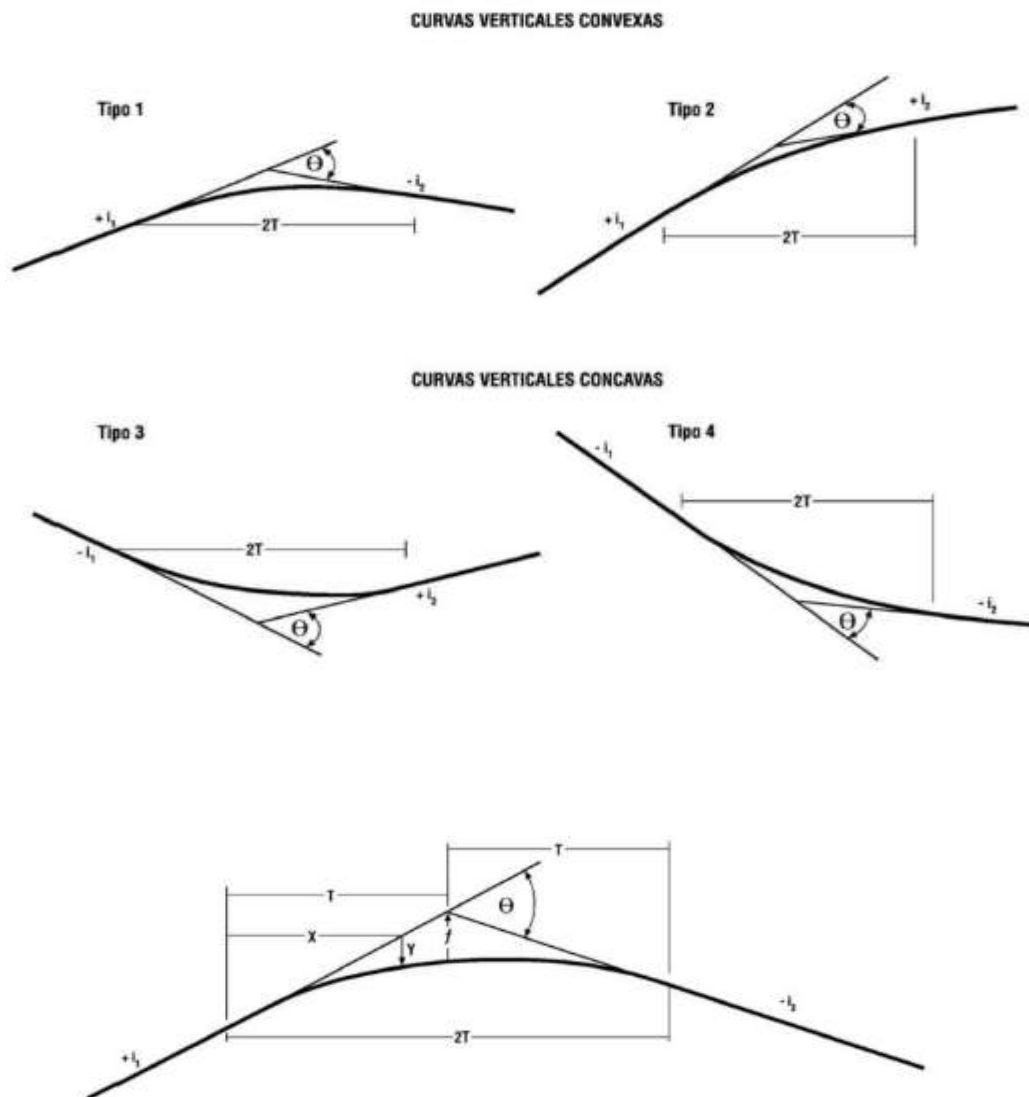 CURVAS VERTICALES CONVEXAS
Tipo 1
Tipo 2
+ i₂
Θ
Θ
- i₂
+ i₁
2T
+ i₁
2T
CURVAS VERTICALES CONCAVAS
Tipo 3
Tipo 4
- i₁
2T
2T
- i₁
+ i₂
- i₂
Θ
Θ
T
T
Θ
X
Y
f
- i₂
2T
+ i₁